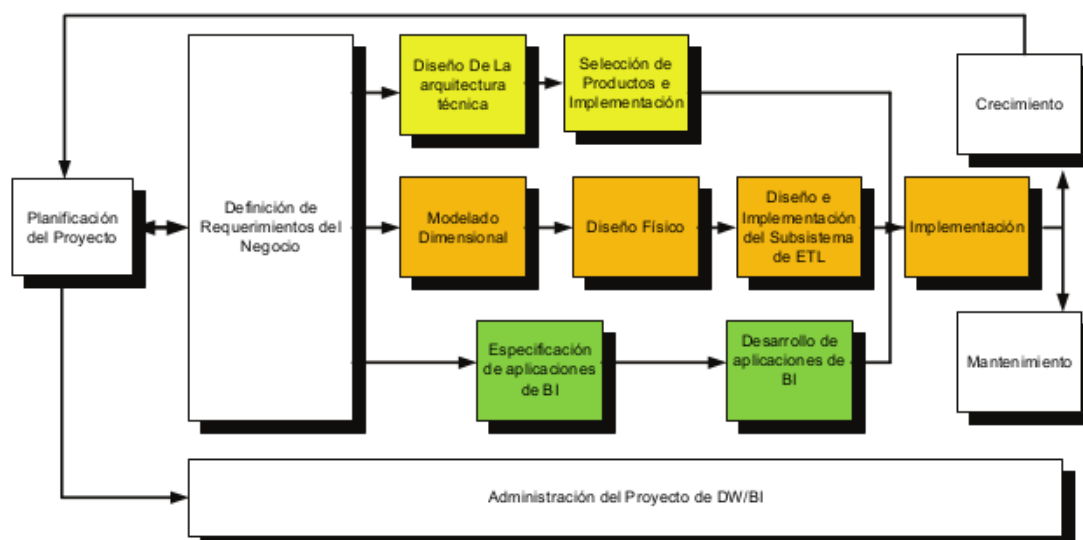 Planificación
del Proyecto
Definición de
Requerimientos del
Negocio
Diseño De La
arquitectura
técnica
Selección de
Productos e
Implementación
Modelado
Dimensional
Diseño Físico
Diseño e
Implementación
del Subsistema
de ETL
Implementación
Especificación
de aplicaciones
de BI
Desarrollo de
aplicaciones de
BI
Crecimiento
Mantenimiento
Administración del Proyecto de DW/BI